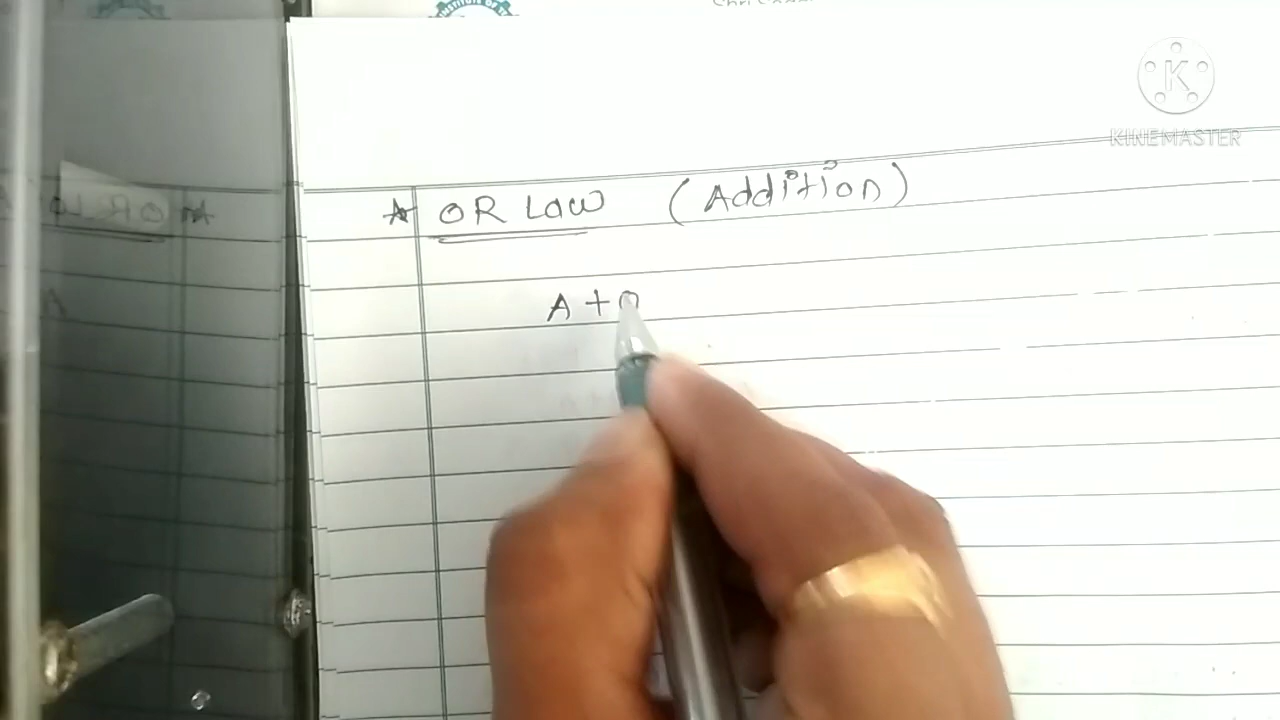 KINEMASTER
★ OR Law (Addition)
A + 0